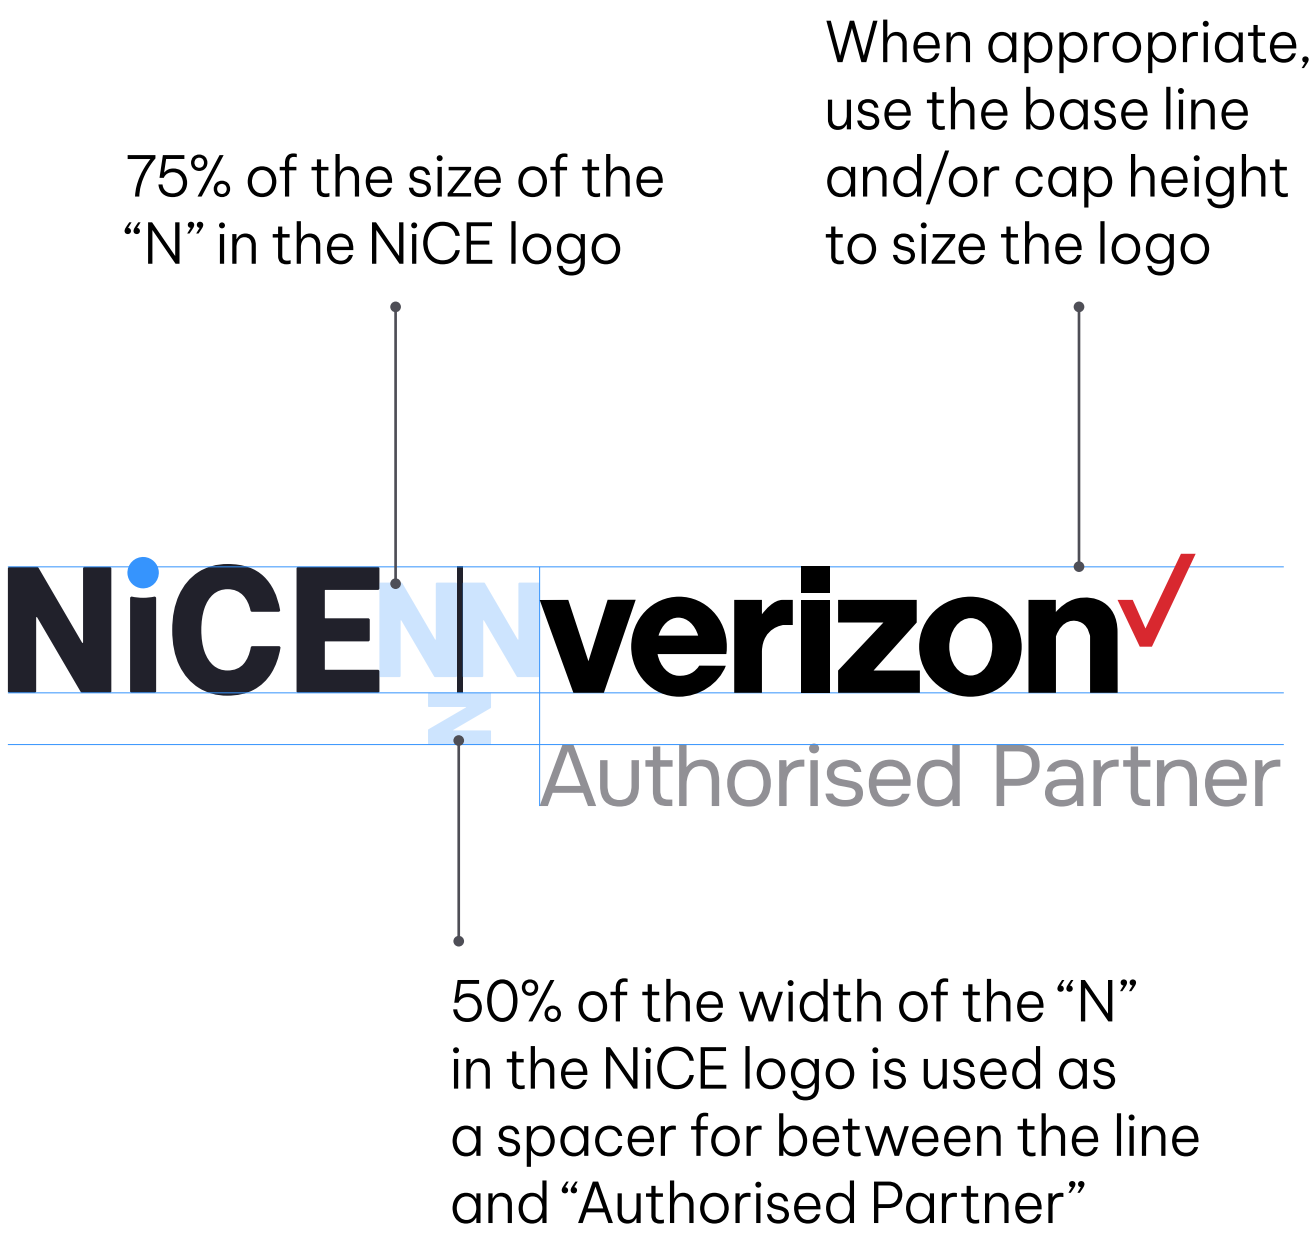 When appropriate,
use the base line
and/or cap height
to size the logo
75% of the size of the
“N” in the NiCE logo
NiCE
NN
verizon
N
Authorised Partner
50% of the width of the “N”
in the NiCE logo is used as
a spacer for between the line
and “Authorised Partner”